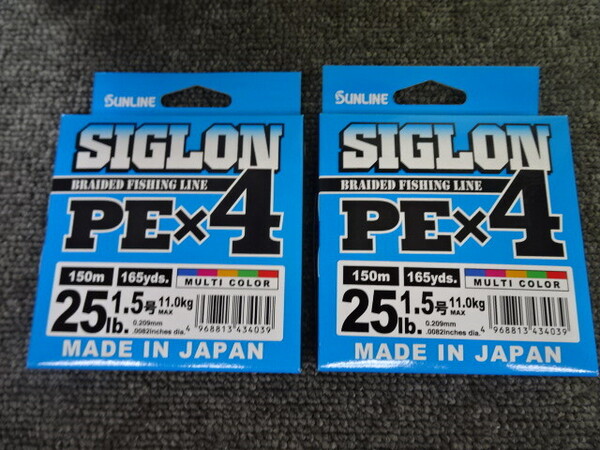 SUNLINE
SIGLON
BRAIDED FISHING LINE
PE×4
150m 165yds. MULTI COLOR
25lb. 1.5号 11.0kg MAX
0.209mm
.0082inches dia.
4 968813 434039
MADE IN JAPAN
SUNLINE
SIGLON
BRAIDED FISHING LINE
PE×4
150m 165yds. MULTI COLOR
25lb. 1.5号 11.0kg MAX
0.209mm
.0082inches dia.
4 968813 434039
MADE IN JAPAN